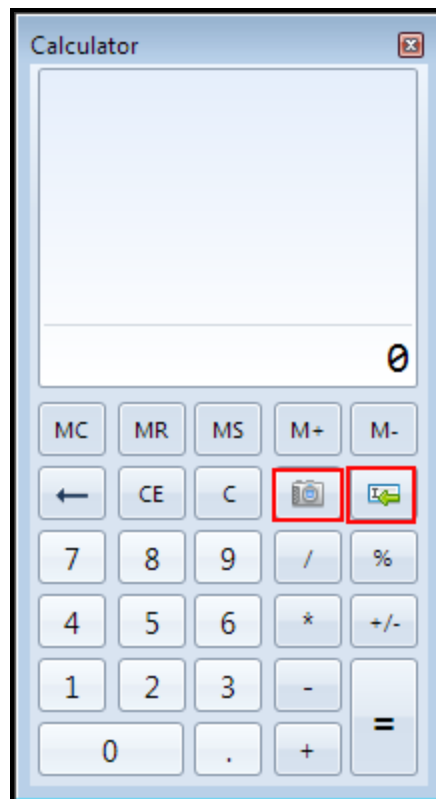 Calculator
0
MC MR MS M+ M-
← CE C
7 8 9 / %
4 5 6 * +/-
1 2 3 -
=
0 . +